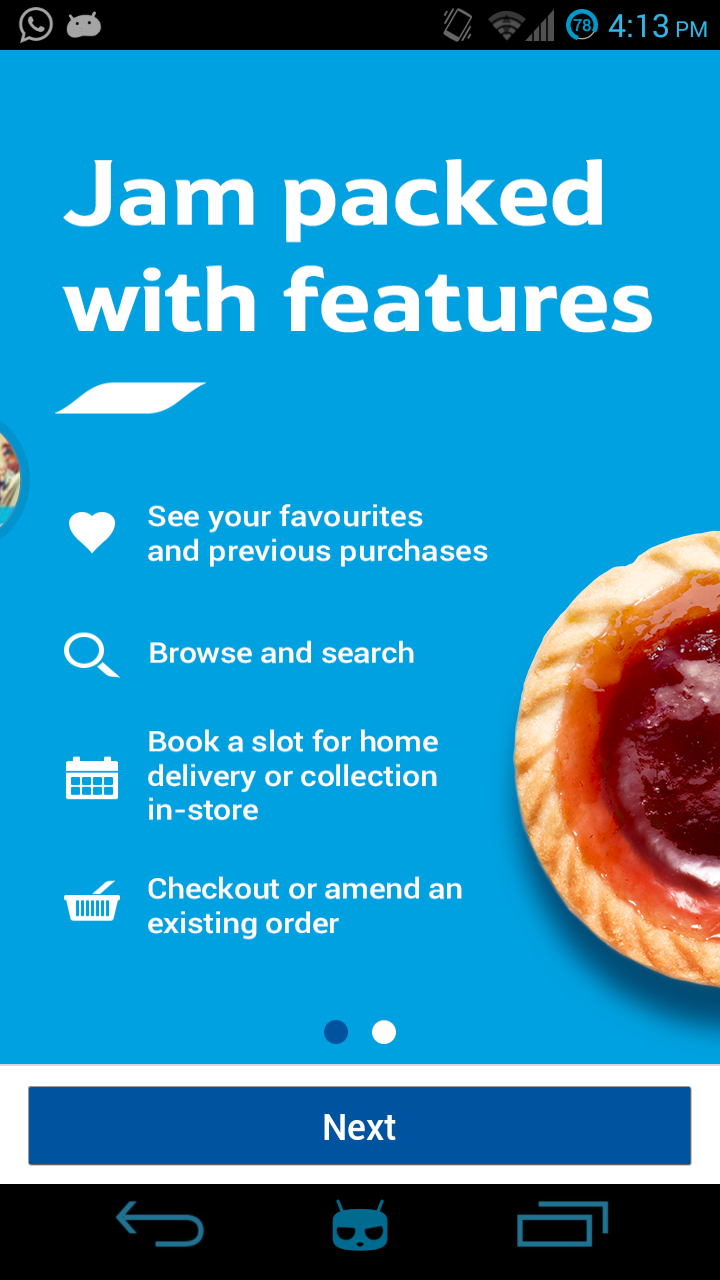 78 4:13 PM
Jam packed
with features
See your favourites
and previous purchases
Browse and search
Book a slot for home
delivery or collection
in-store
Checkout or amend an
existing order
Next